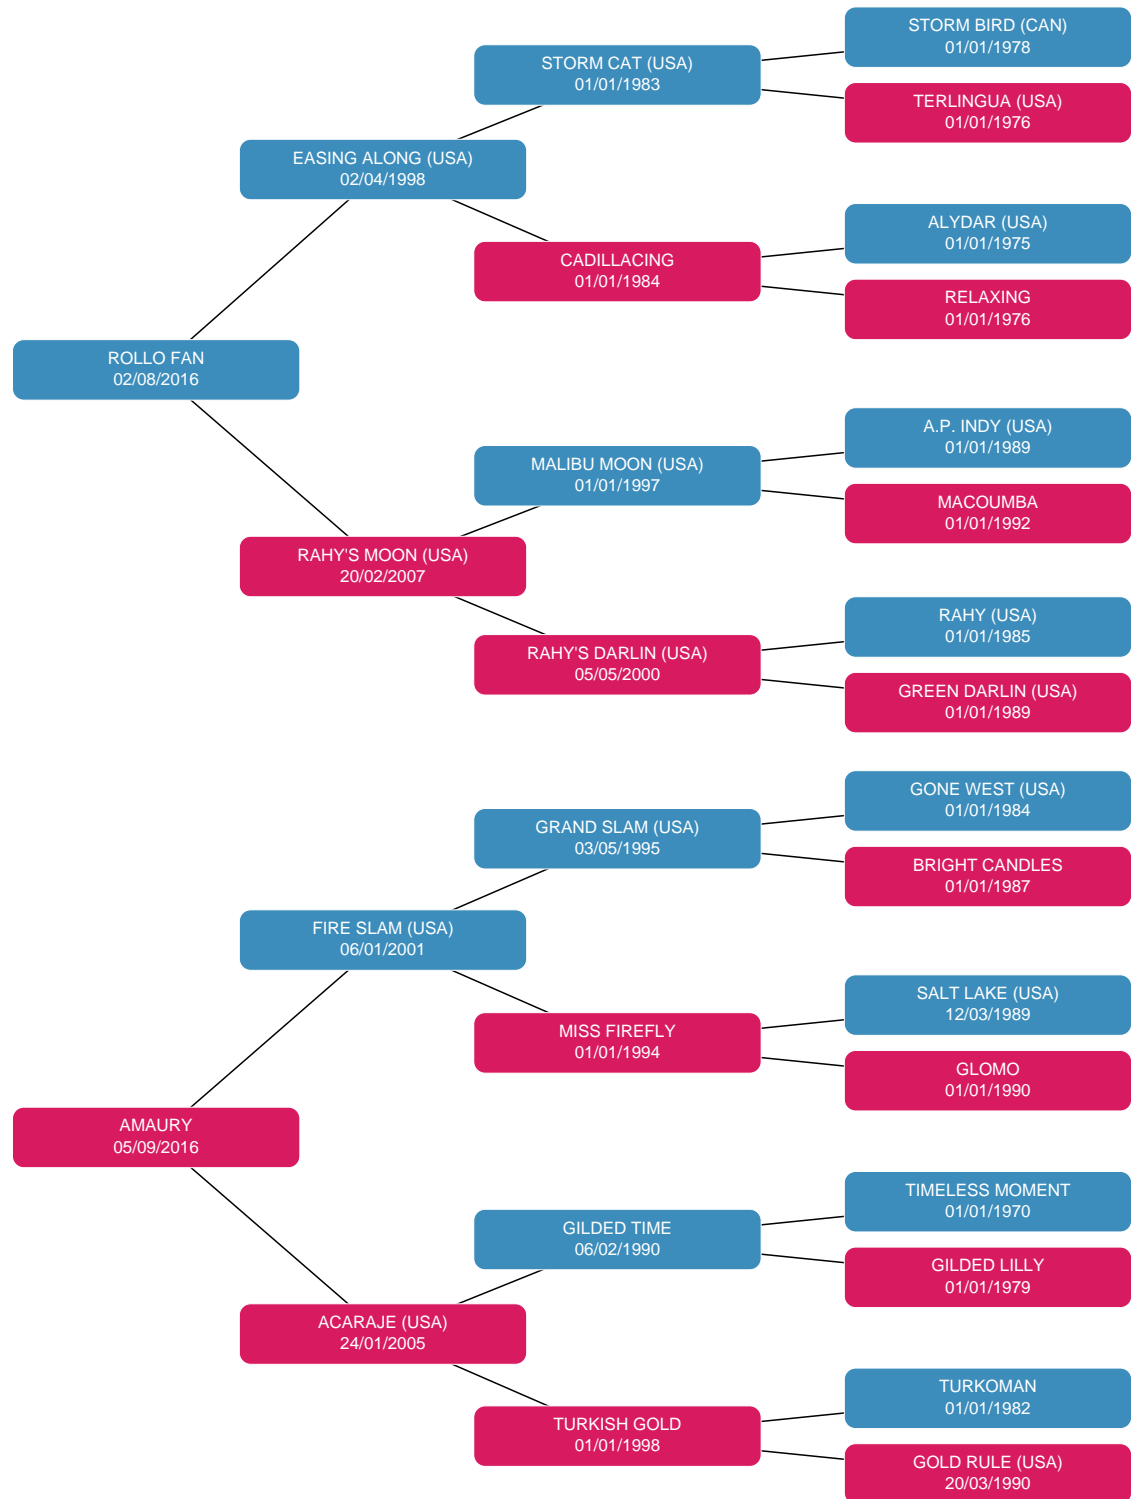 STORM BIRD (CAN)
01/01/1978
STORM CAT (USA)
01/01/1983
TERLINGUA (USA)
01/01/1976
EASING ALONG (USA)
02/04/1998
ALYDAR (USA)
01/01/1975
CADILLACING
01/01/1984
RELAXING
01/01/1976
ROLLO FAN
02/08/2016
A.P. INDY (USA)
01/01/1989
MALIBU MOON (USA)
01/01/1997
MACOUMBA
01/01/1992
RAHY'S MOON (USA)
20/02/2007
RAHY (USA)
01/01/1985
RAHY'S DARLIN (USA)
05/05/2000
GREEN DARLIN (USA)
01/01/1989
GONE WEST (USA)
01/01/1984
GRAND SLAM (USA)
03/05/1995
BRIGHT CANDLES
01/01/1987
FIRE SLAM (USA)
06/01/2001
SALT LAKE (USA)
12/03/1989
MISS FIREFLY
01/01/1994
GLOMO
01/01/1990
AMAURY
05/09/2016
TIMELESS MOMENT
01/01/1970
GILDED TIME
06/02/1990
GILDED LILLY
01/01/1979
ACARAJE (USA)
24/01/2005
TURKOMAN
01/01/1982
TURKISH GOLD
01/01/1998
GOLD RULE (USA)
20/03/1990